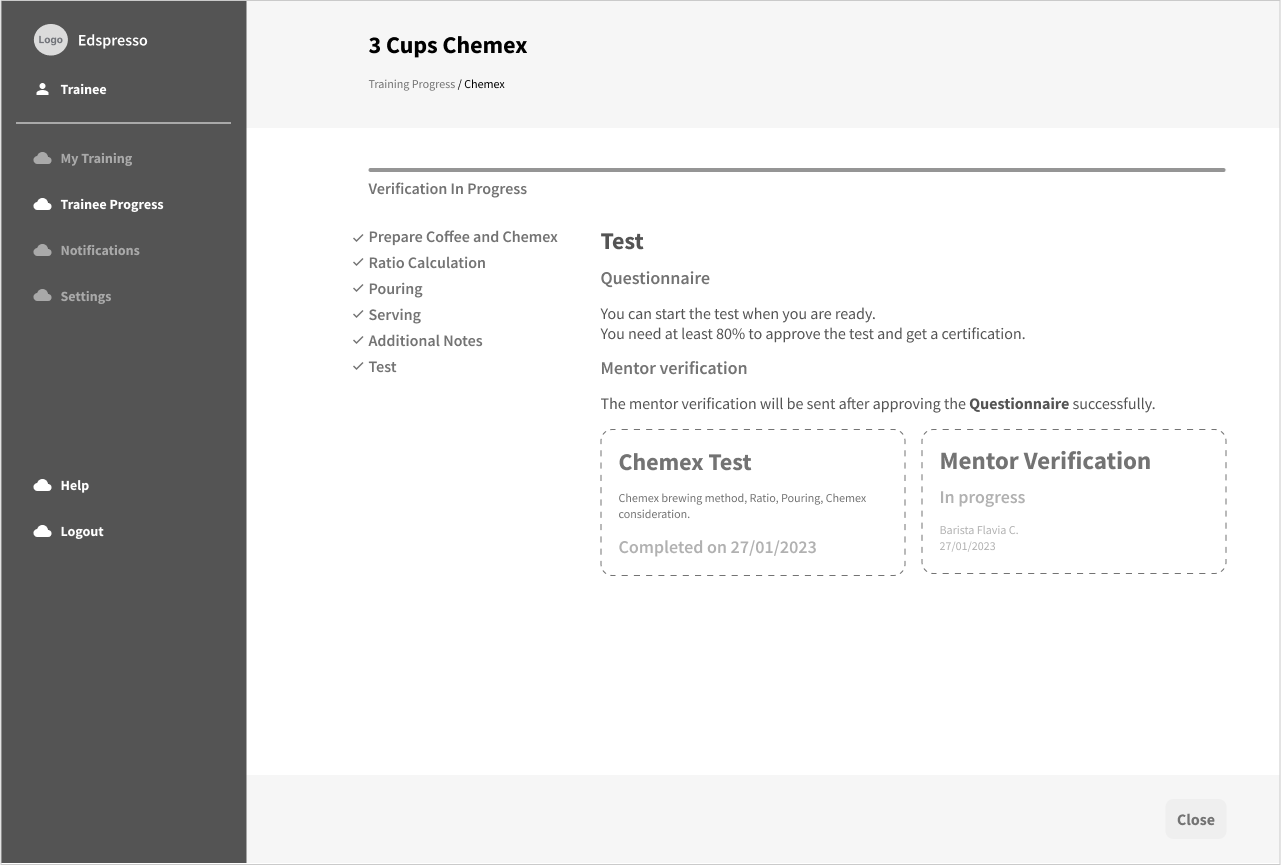 Logo
Edspresso
Trainee
My Training
Trainee Progress
Notifications
Settings
Help
Logout
3 Cups Chemex
Training Progress / Chemex
Verification In Progress
Prepare Coffee and Chemex
Ratio Calculation
Pouring
Serving
Additional Notes
Test
Test
Questionnaire
You can start the test when you are ready.
You need at least 80% to approve the test and get a certification.
Mentor verification
The mentor verification will be sent after approving the Questionnaire successfully.
Chemex Test
Chemex brewing method, Ratio, Pouring, Chemex
consideration.
Completed on 27/01/2023
Mentor Verification
In progress
Barista Flavia C.
27/01/2023
Close